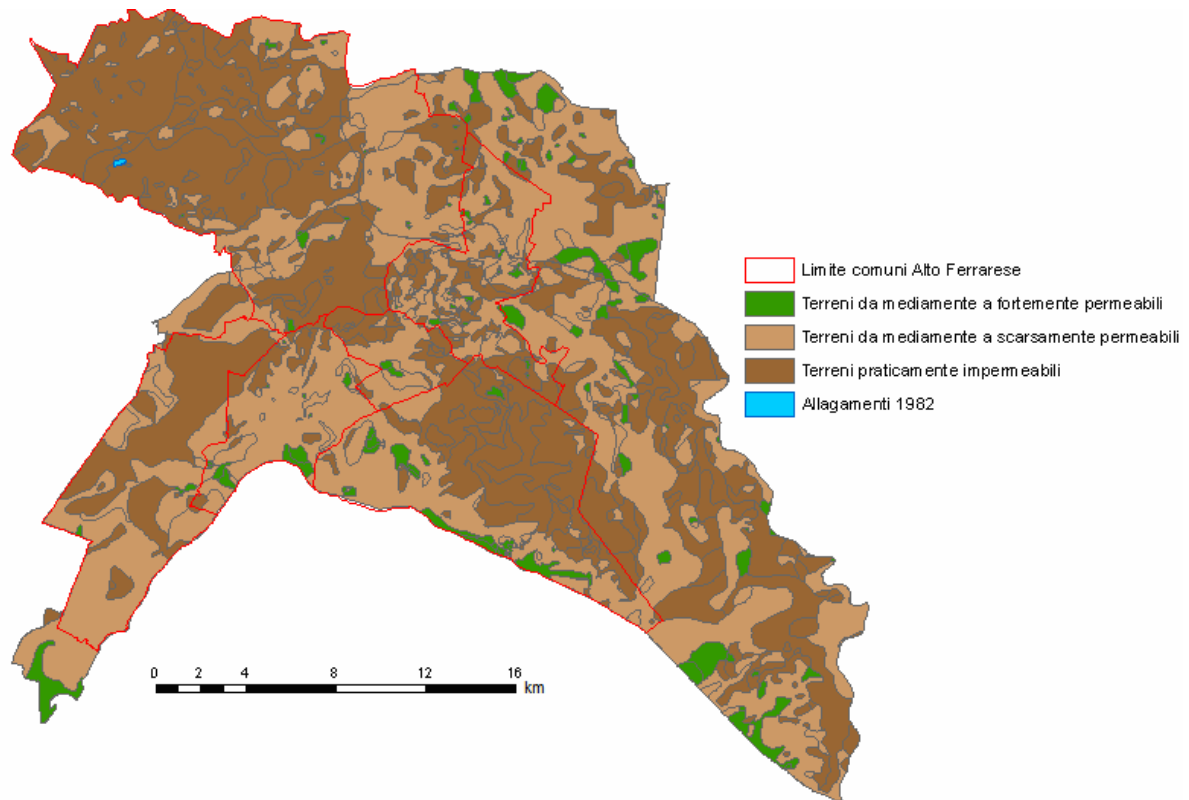 Limite comuni Alto Ferrarese
Terreni da mediamente a fortemente permeabili
Terreni da mediamente a scarsamente permeabili
Terreni praticamente impermeabili
Allagamenti 1982
0 2 4 8 12 16
km